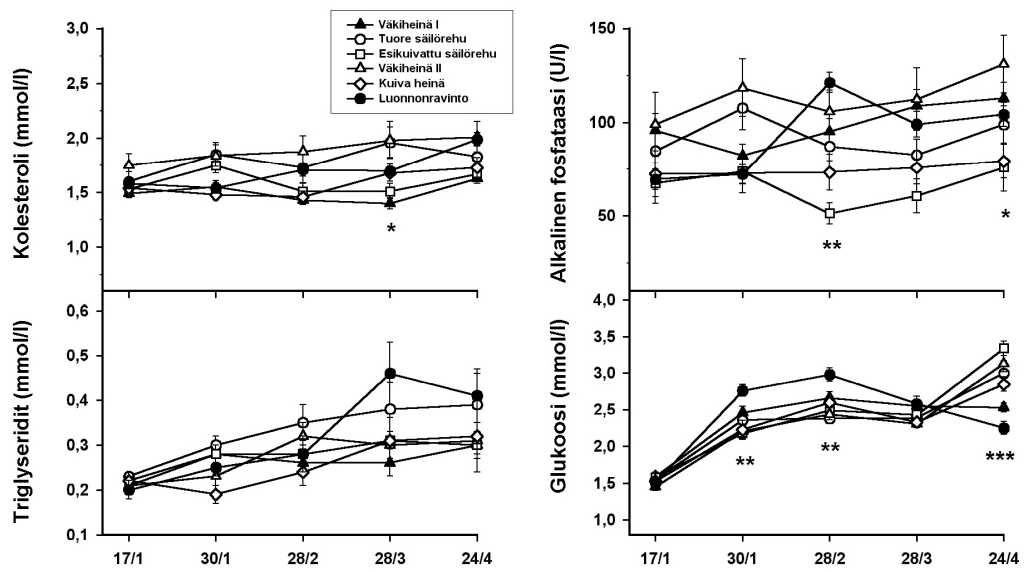 Kolesteroli (mmol/l)
3,0
2,5
2,0
1,5
1,0
Väkiheinä I
Tuore säilörehu
Esikuivattu säilörehu
Väkiheinä II
Kuiva heinä
Luonnonravinto
*
Alkalinen fosfataasi (U/l)
150
100
50
**
*
Triglyseridit (mmol/l)
0,6
0,5
0,4
0,3
0,2
0,1
17/1 30/1 28/2 28/3 24/4
Glukoosi (mmol/l)
4,0
3,5
3,0
2,5
2,0
1,5
1,0
** ** ***
17/1 30/1 28/2 28/3 24/4